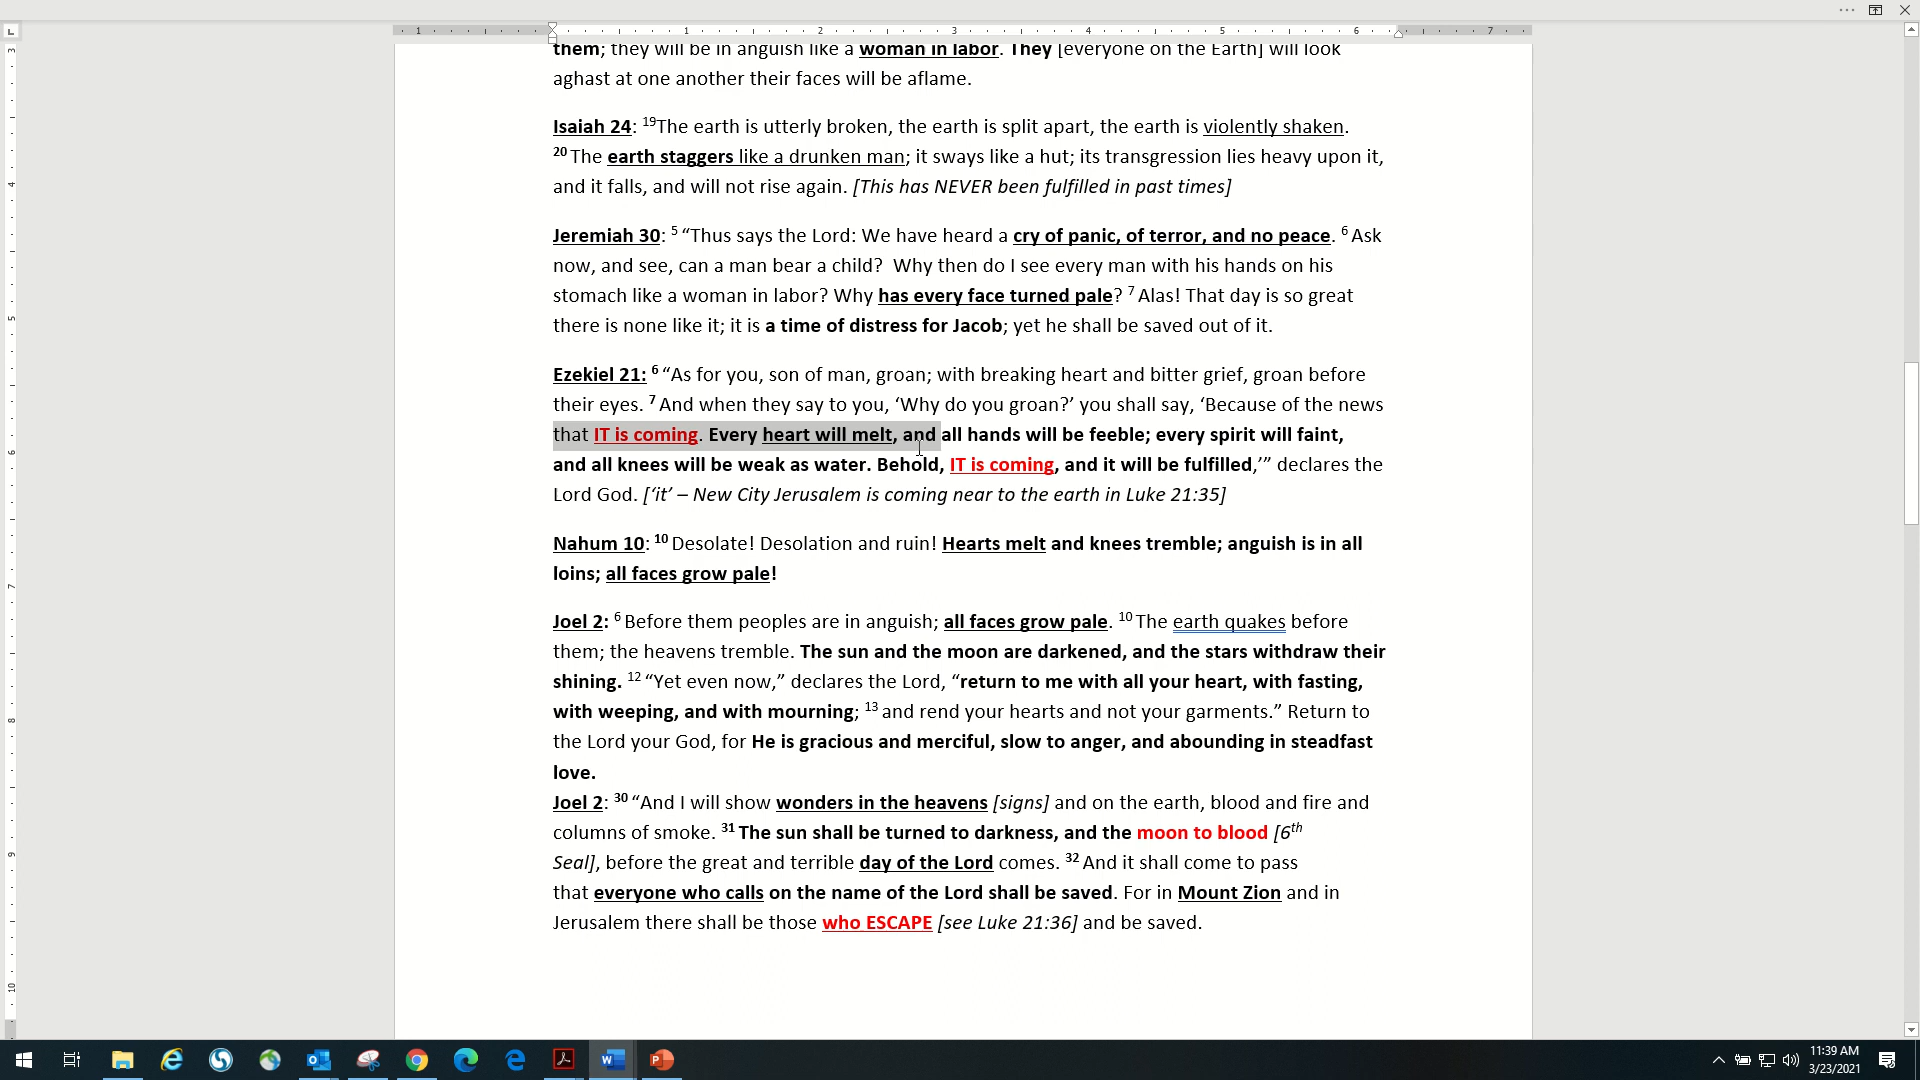 1 1 2 3 4 5 6 7
them; they will be in anguish like a woman in labor. They [everyone on the Earth] will look
aghast at one another their faces will be aflame.
Isaiah 24: 19The earth is utterly broken, the earth is split apart, the earth is violently shaken.
20 The earth staggers like a drunken man; it sways like a hut; its transgression lies heavy upon it,
and it falls, and will not rise again. [This has NEVER been fulfilled in past times]
Jeremiah 30: 5 “Thus says the Lord: We have heard a cry of panic, of terror, and no peace. 6 Ask
now, and see, can a man bear a child?  Why then do I see every man with his hands on his
stomach like a woman in labor? Why has every face turned pale? 7 Alas! That day is so great
there is none like it; it is a time of distress for Jacob; yet he shall be saved out of it.
Ezekiel 21: 6 “As for you, son of man, groan; with breaking heart and bitter grief, groan before
their eyes. 7 And when they say to you, ‘Why do you groan?’ you shall say, ‘Because of the news
that IT is coming. Every heart will melt, and all hands will be feeble; every spirit will faint,
and all knees will be weak as water. Behold, IT is coming, and it will be fulfilled,’” declares the
Lord God. [‘it’ – New City Jerusalem is coming near to the earth in Luke 21:35]
Nahum 10: 10 Desolate! Desolation and ruin! Hearts melt and knees tremble; anguish is in all
loins; all faces grow pale!
Joel 2: 6 Before them peoples are in anguish; all faces grow pale. 10 The earth quakes before
them; the heavens tremble. The sun and the moon are darkened, and the stars withdraw their
shining. 12 “Yet even now,” declares the Lord, “return to me with all your heart, with fasting,
with weeping, and with mourning; 13 and rend your hearts and not your garments.” Return to
the Lord your God, for He is gracious and merciful, slow to anger, and abounding in steadfast
love.
Joel 2: 30 “And I will show wonders in the heavens [signs] and on the earth, blood and fire and
columns of smoke. 31 The sun shall be turned to darkness, and the moon to blood [6th
Seal], before the great and terrible day of the Lord comes. 32 And it shall come to pass
that everyone who calls on the name of the Lord shall be saved. For in Mount Zion and in
Jerusalem there shall be those who ESCAPE [see Luke 21:36] and be saved.
3
4
5
6
7
8
9
10
11:39 AM
3/23/2021